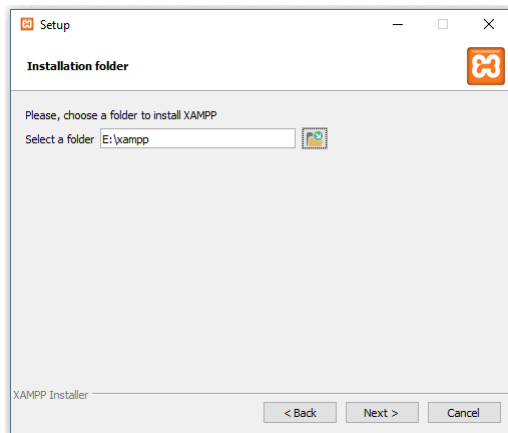 Setup
Installation folder
Please, choose a folder to install XAMPP
Select a folder E:\xampp
XAMPP Installer
< Back Next > Cancel